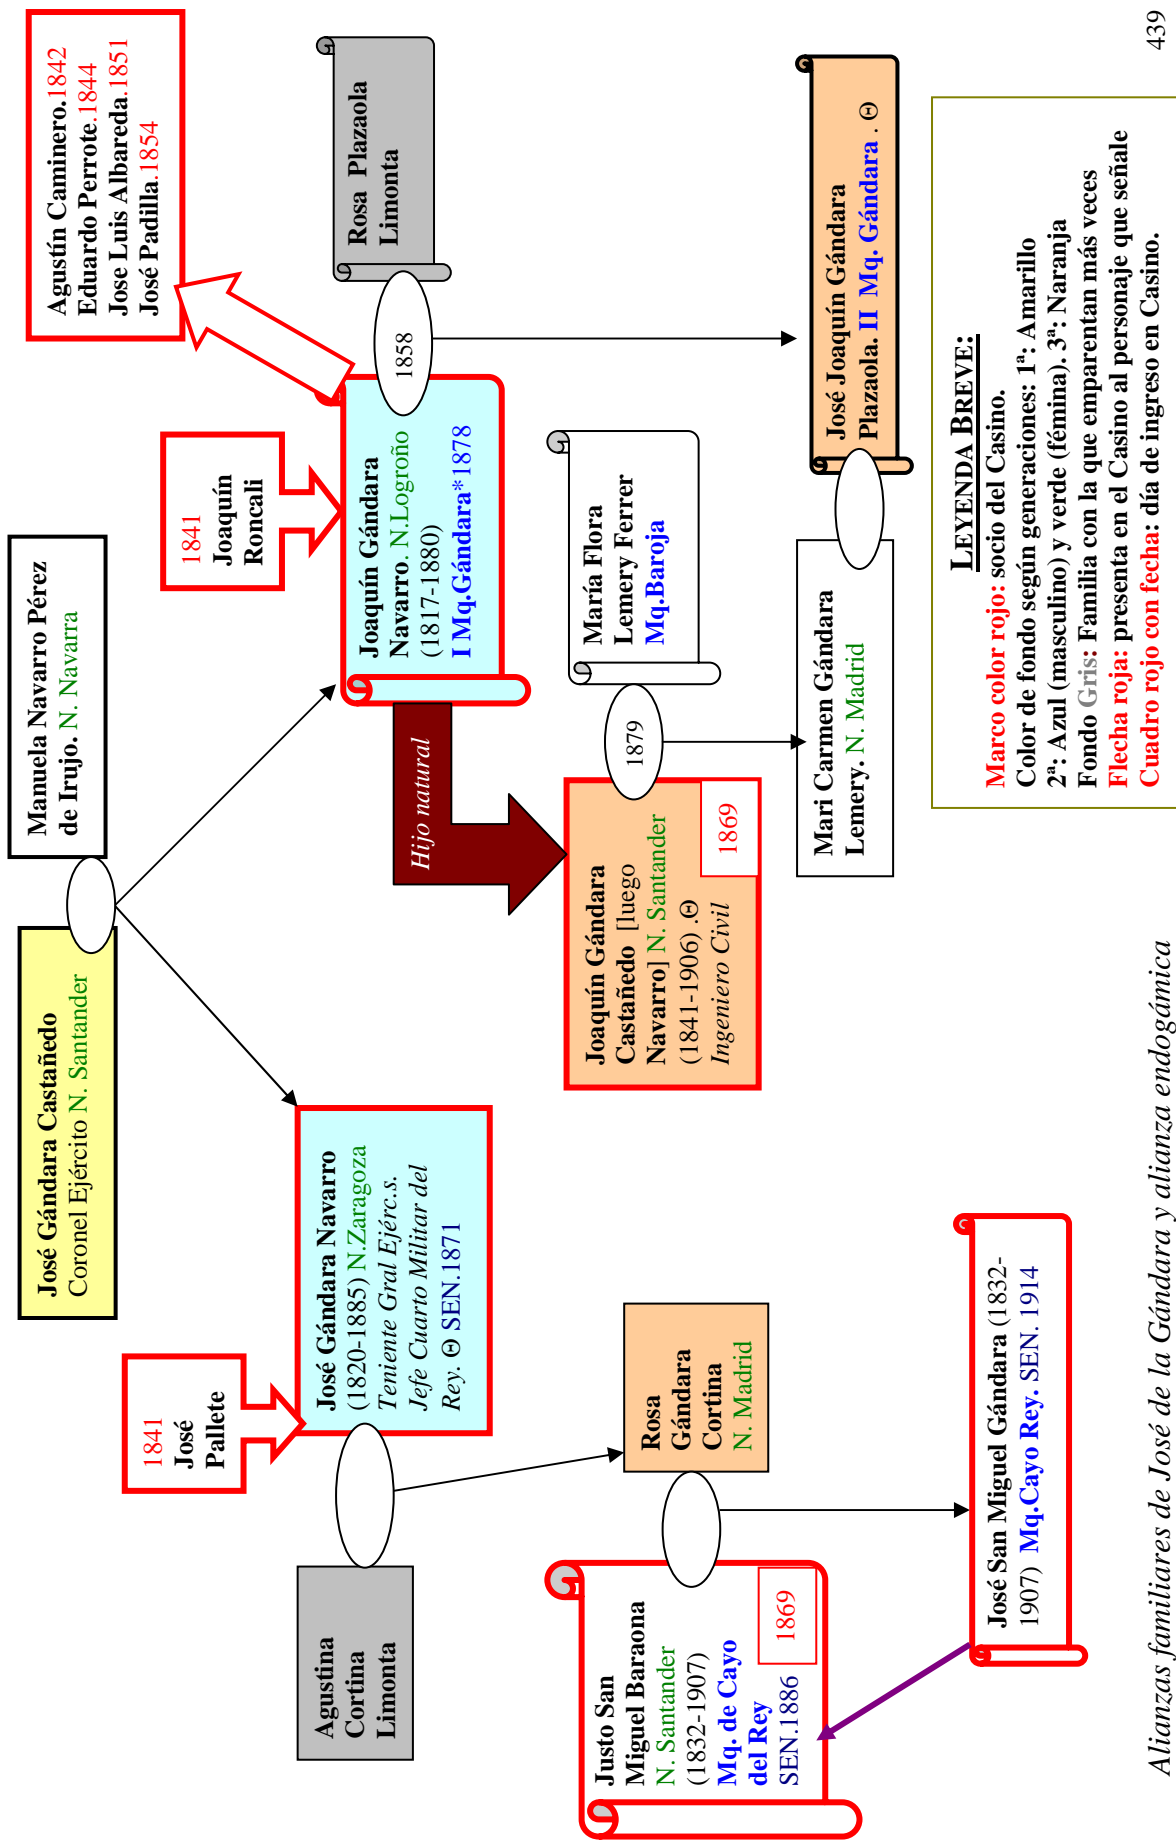 José Gándara Castañedo
Coronel Ejército N. Santander
Manuela Navarro Pérez
de Irujo. N. Navarra
Agustín Caminero.1842
Eduardo Perrote.1844
Jose Luis Albareda.1851
José Padilla.1854
1841
José
Pallete
1841
Joaquín
Roncali
Agustina
Cortina
Limonta
José Gándara Navarro
(1820-1885) N.Zaragoza
Teniente Gral Ejérc.s.
Jefe Cuarto Militar del
Rey. Θ SEN.1871
Joaquín Gándara
Navarro. N.Logroño
(1817-1880)
I Mq.Gándara*1878
1858
Rosa Plazaola
Limonta
Hijo natural
Justo San
Miguel Baraona
N. Santander
(1832-1907)
Mq. de Cayo
del Rey
SEN.1886
1869
Rosa
Gándara
Cortina
N. Madrid
Joaquín Gándara
Castañedo [luego
Navarro] N. Santander
(1841-1906) .Θ
Ingeniero Civil
1869
1879
María Flora
Lemery Ferrer
Mq.Baroja
Mari Carmen Gándara
Lemery. N. Madrid
José Joaquín Gándara
Plazaola. II Mq. Gándara . Θ
José San Miguel Gándara (1832-
1907) Mq.Cayo Rey. SEN. 1914
LEYENDA BREVE:
Marco color rojo: socio del Casino.
Color de fondo según generaciones: 1ª: Amarillo
2ª: Azul (masculino) y verde (fémina). 3ª: Naranja
Fondo Gris: Familia con la que emparentan más veces
Flecha roja: presenta en el Casino al personaje que señale
Cuadro rojo con fecha: día de ingreso en Casino.
Alianzas familiares de José de la Gándara y alianza endogámica
439